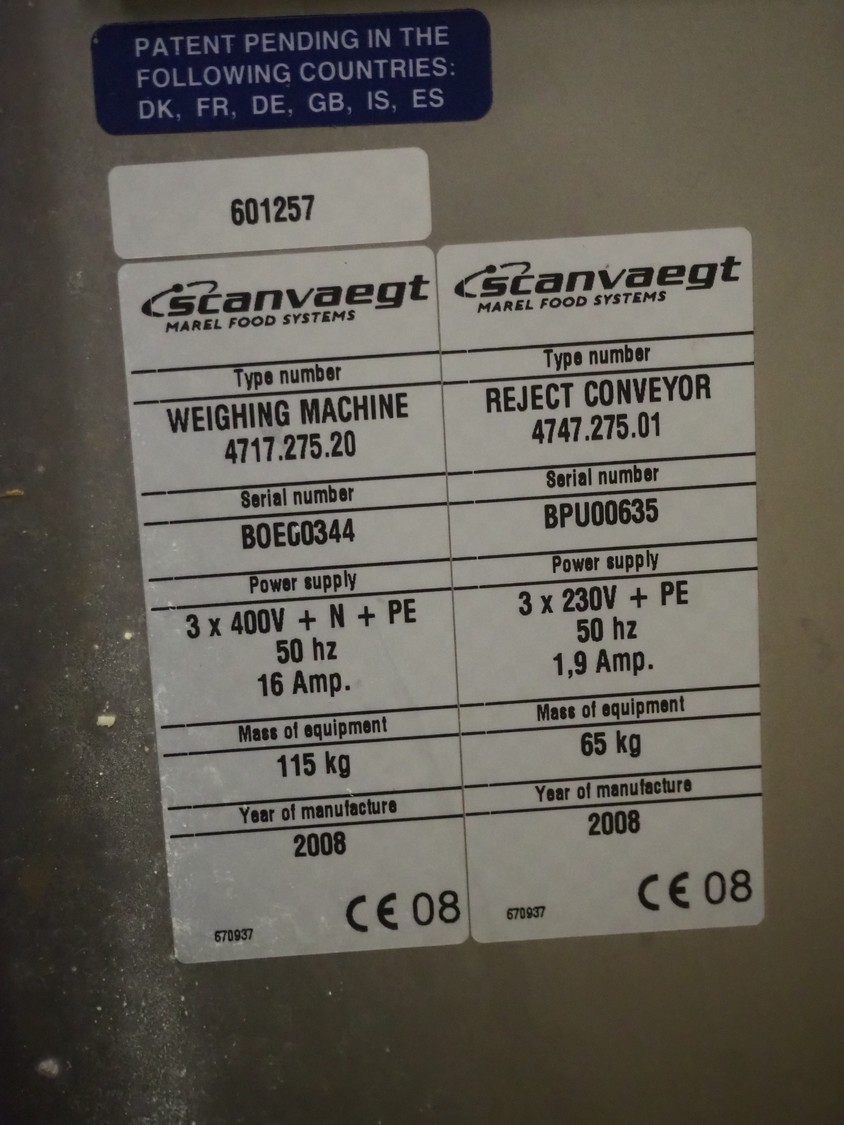 PATENT PENDING IN THE
FOLLOWING COUNTRIES:
DK, FR, DE, GB, IS, ES
601257
scanvaegt
MAREL FOOD SYSTEMS
Type number
WEIGHING MACHINE
4717.275.20
Serial number
BOEG0344
Power supply
3 x 400V + N + PE
50 hz
16 Amp.
Mass of equipment
115 kg
Year of manufacture
2008
CE 08
670937
scanvaegt
MAREL FOOD SYSTEMS
Type number
REJECT CONVEYOR
4747.275.01
Serial number
BPU00635
Power supply
3 x 230V + PE
50 hz
1,9 Amp.
Mass of equipment
65 kg
Year of manufacture
2008
CE 08
670937